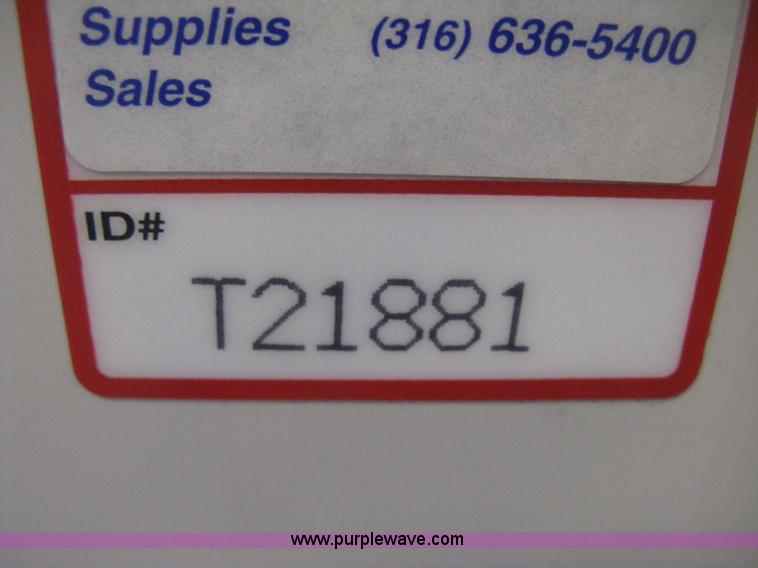 Supplies (316) 636-5400
Sales
ID#
T21881
www.purplewave.com